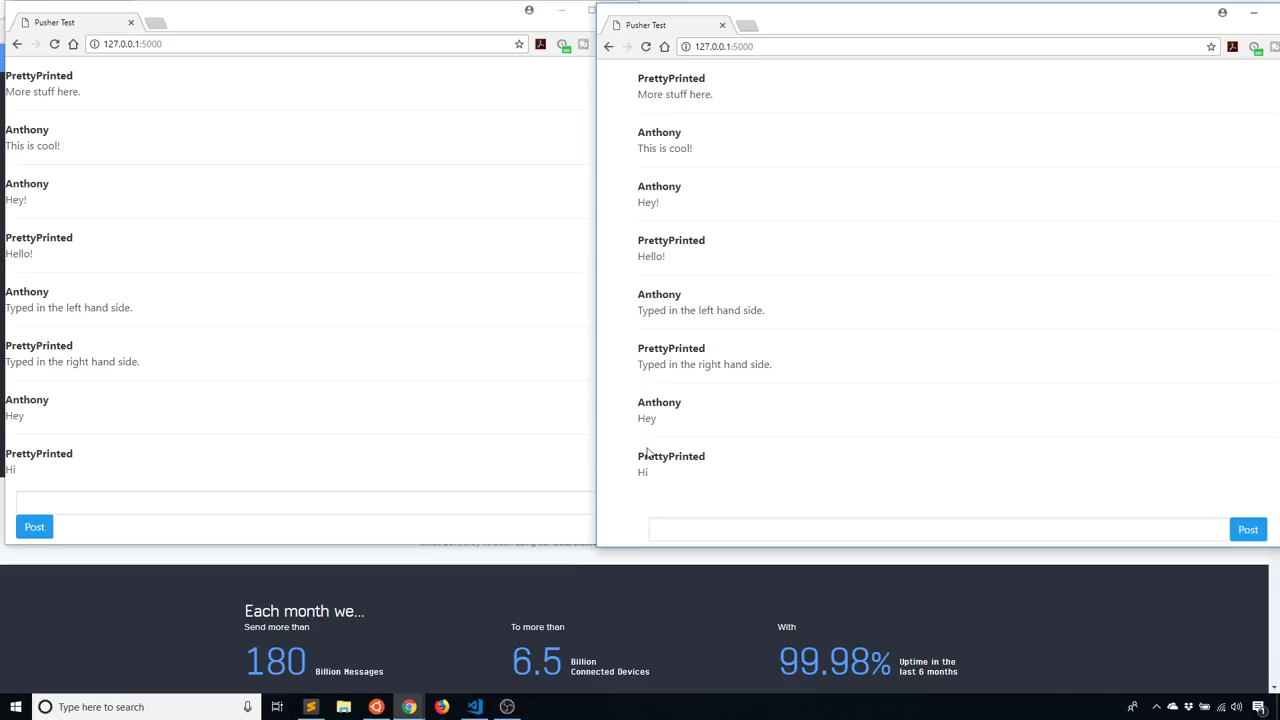 Pusher Test
127.0.0.1:5000
PrettyPrinted
More stuff here.
Anthony
This is cool!
Anthony
Hey!
PrettyPrinted
Hello!
Anthony
Typed in the left hand side.
PrettyPrinted
Typed in the right hand side.
Anthony
Hey
PrettyPrinted
Hi
Post
Pusher Test
127.0.0.1:5000
PrettyPrinted
More stuff here.
Anthony
This is cool!
Anthony
Hey!
PrettyPrinted
Hello!
Anthony
Typed in the left hand side.
PrettyPrinted
Typed in the right hand side.
Anthony
Hey
PrettyPrinted
Hi
Post
Each month we...
Send more than
180 Billion Messages
To more than
6.5 Billion
Connected Devices
With
99.98% Uptime in the
last 6 months
Type here to search